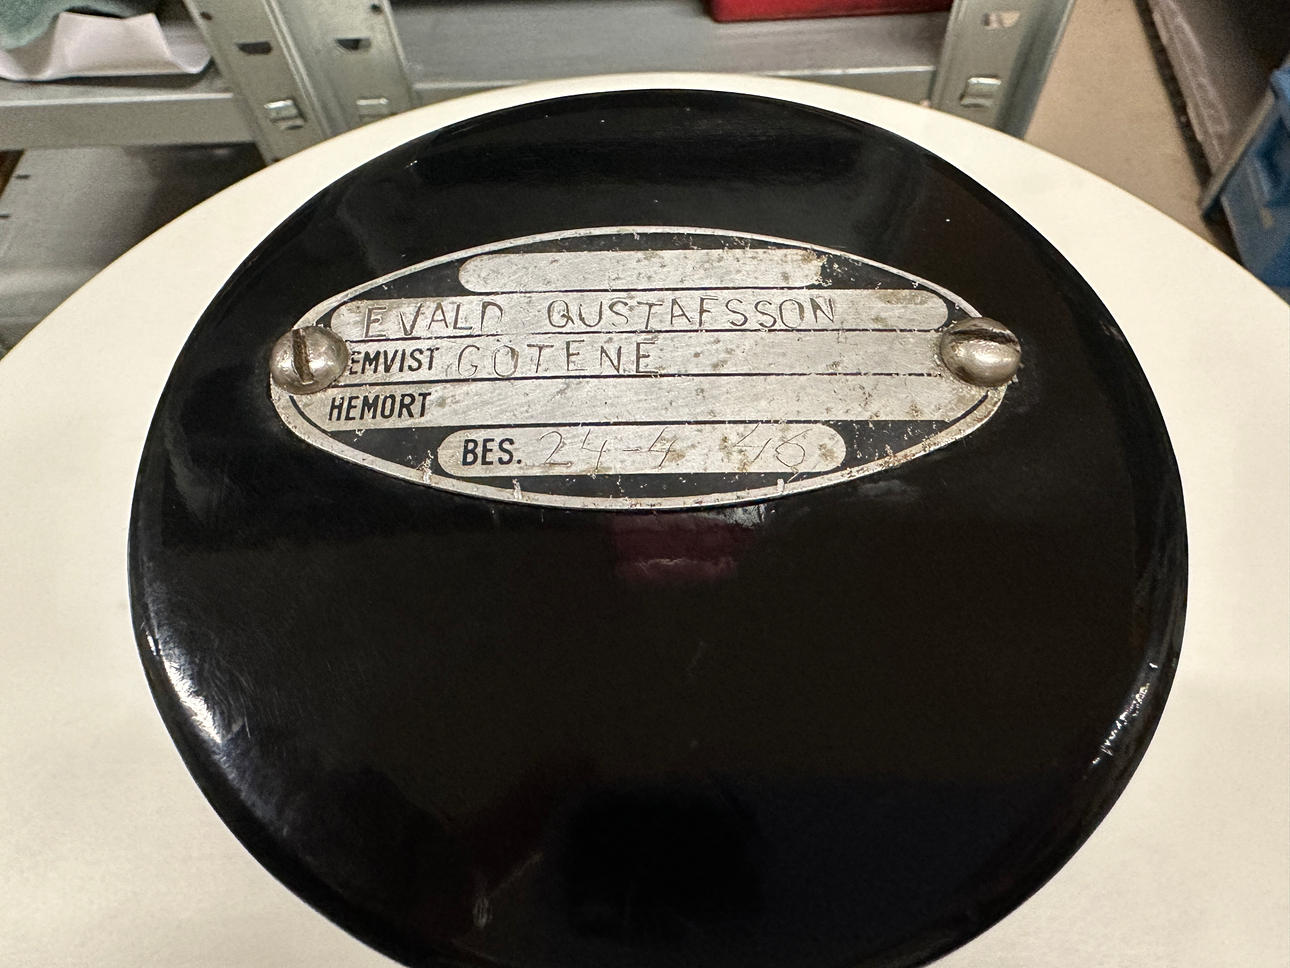 EVALD GUSTAFSSON
EMVIST GÖTENE
HEMORT
BES. 24-4 46